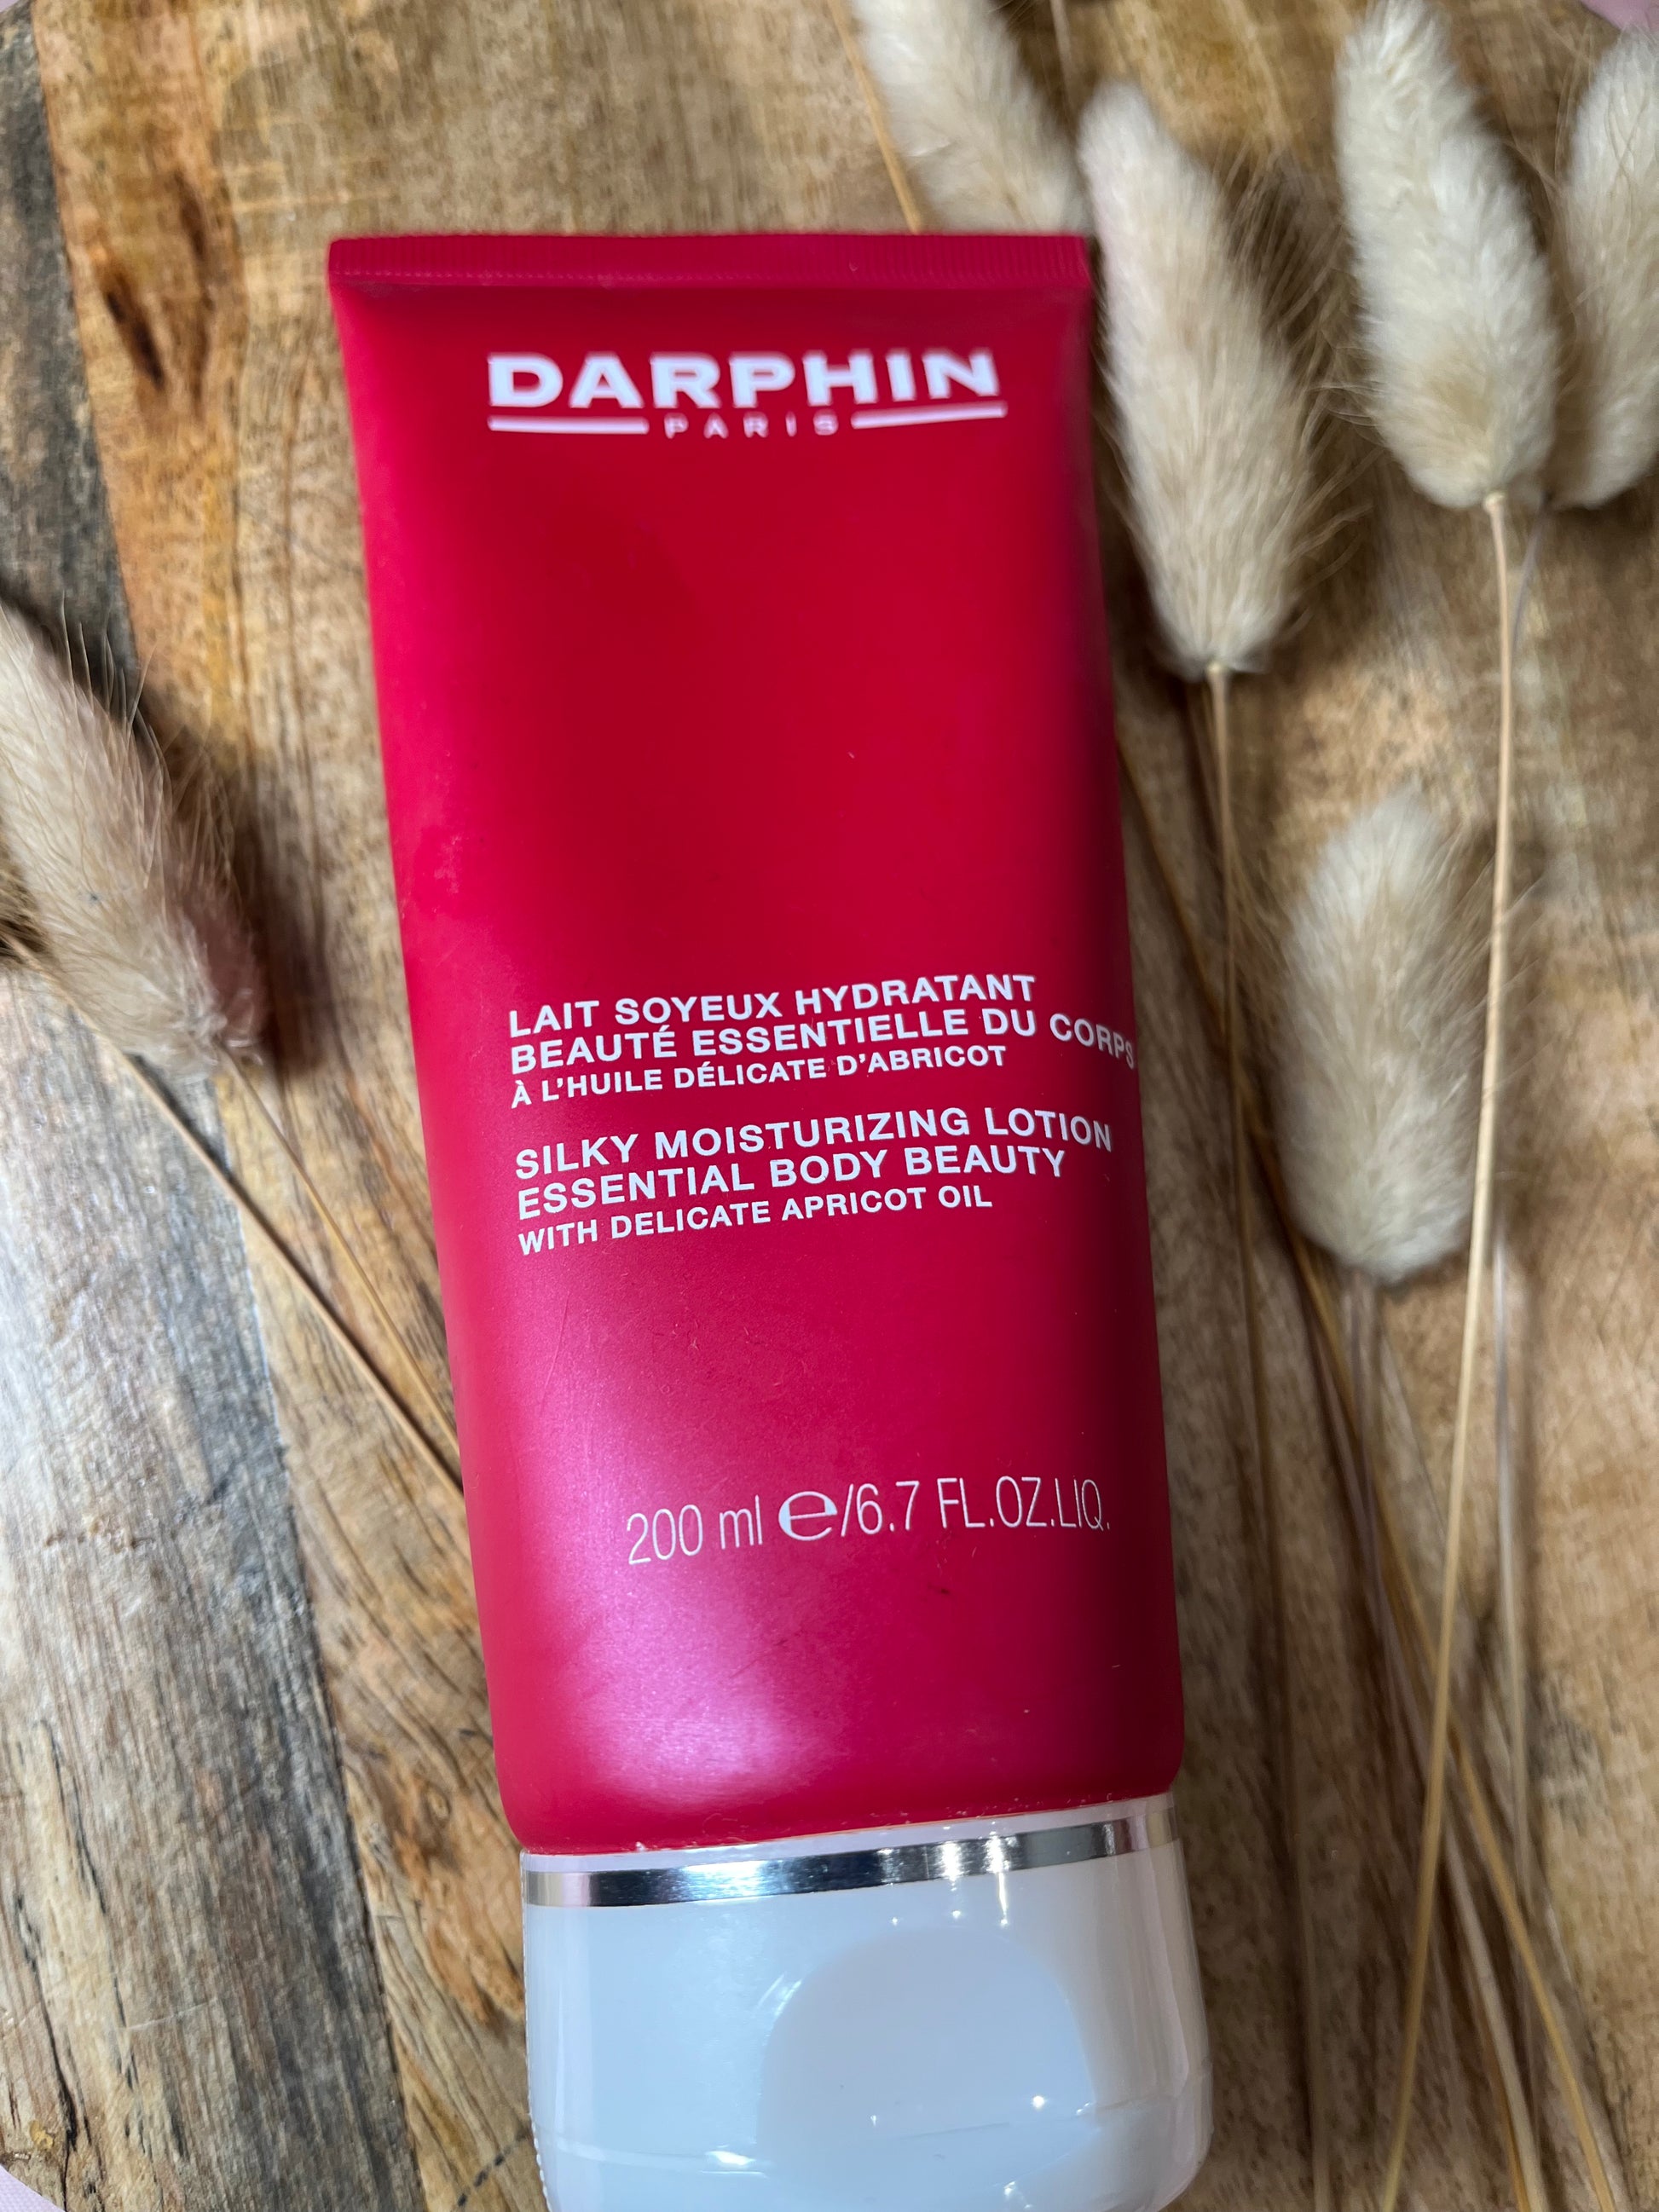 DARPHIN
PARIS
LAIT SOYEUX HYDRATANT
BEAUTÉ ESSENTIELLE DU CORPS
À L'HUILE DÉLICATE D'ABRICOT
SILKY MOISTURIZING LOTION
ESSENTIAL BODY BEAUTY
WITH DELICATE APRICOT OIL
200 ml ℮/6.7 FL.OZ.LIQ.